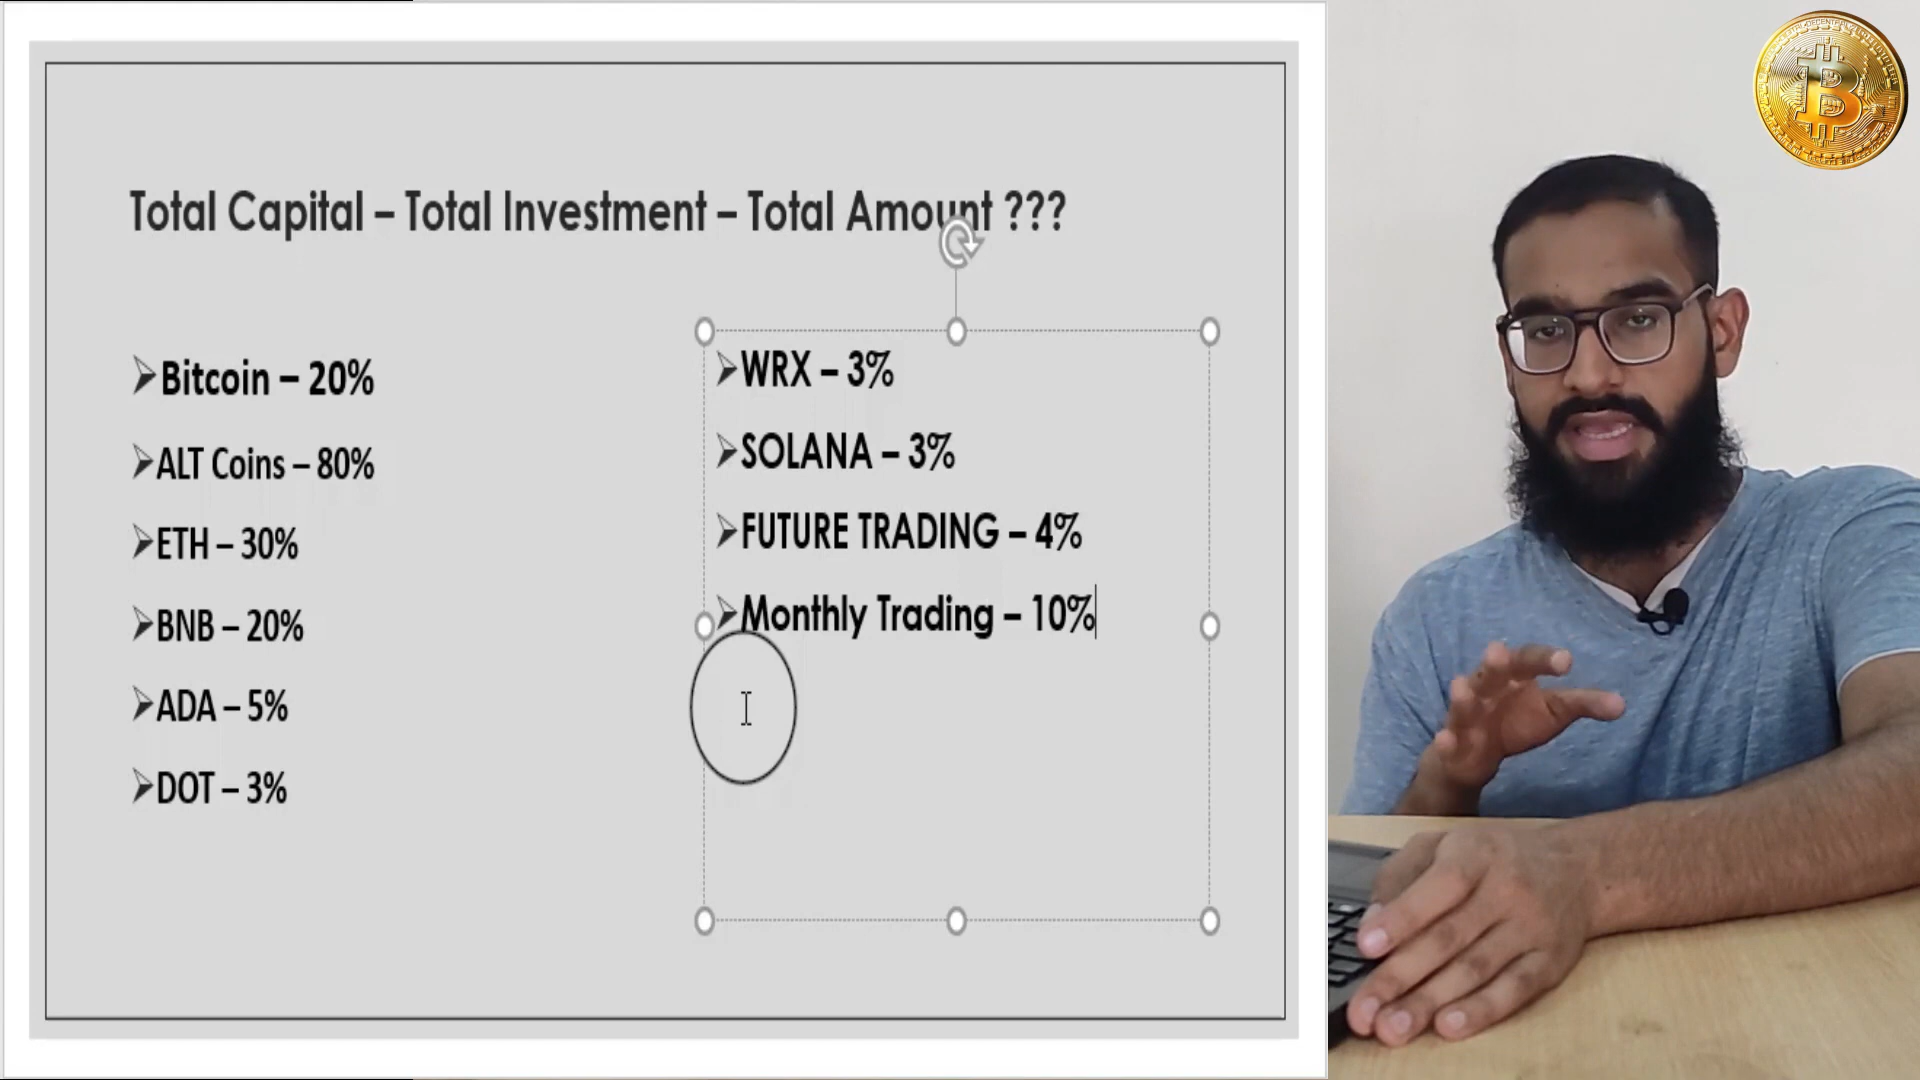 Total Capital – Total Investment – Total Amount ???
Bitcoin – 20%
ALT Coins – 80%
ETH – 30%
BNB – 20%
ADA – 5%
DOT – 3%
WRX – 3%
SOLANA – 3%
FUTURE TRADING – 4%
Monthly Trading – 10%